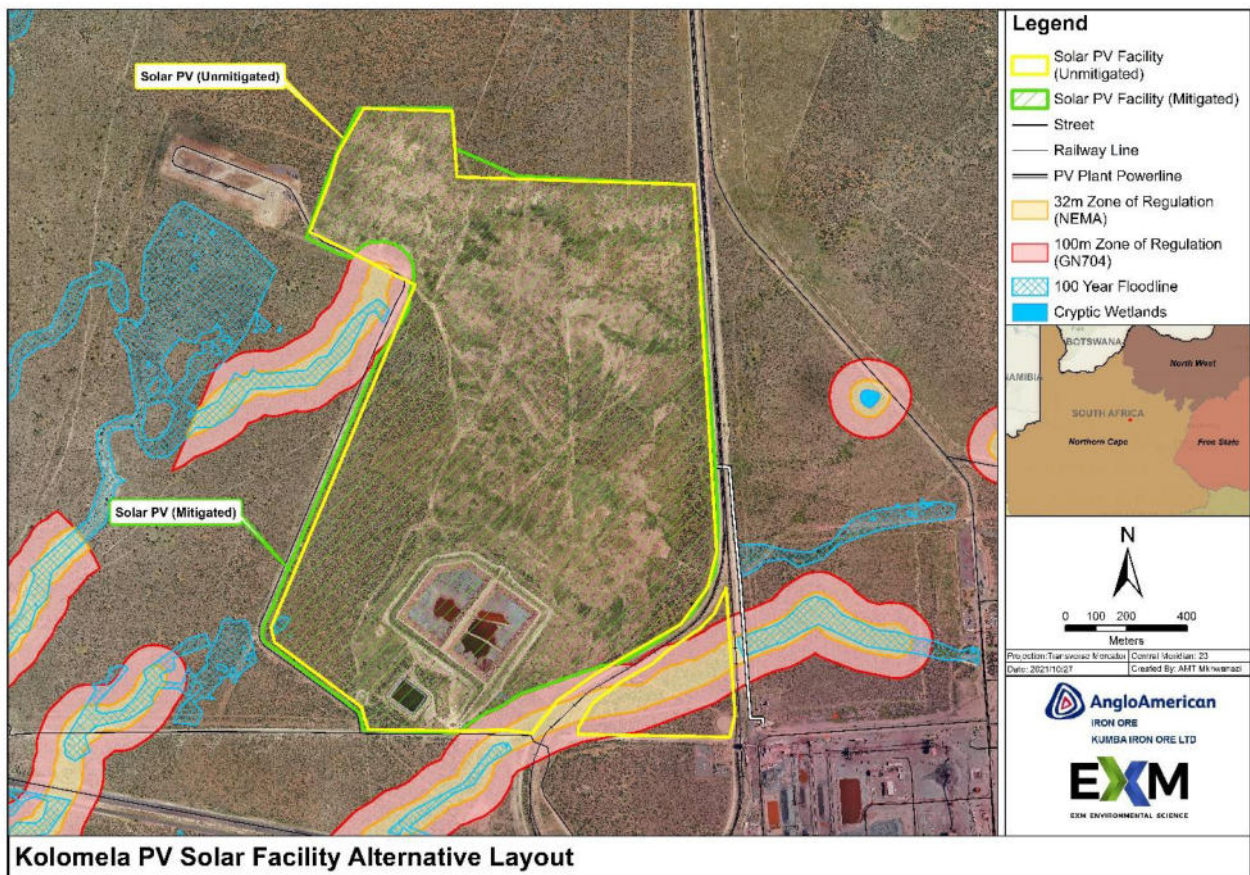 Solar PV (Unmitigated)
Solar PV (Mitigated)
Legend
Solar PV Facility
(Unmitigated)
Solar PV Facility (Mitigated)
Street
Railway Line
PV Plant Powerline
32m Zone of Regulation
(NEMA)
100m Zone of Regulation
(GN704)
100 Year Floodline
Cryptic Wetlands
BOTSWANA
North West
AMIBIA
SOUTH AFRICA
Northern Cape
Free State
N
0 100 200 400
Meters
Projection: Transverse Mercator Central Meridian: 23
Date: 2021/10/27 Created By: AMT Mkhwanazi
AngloAmerican
IRON ORE
KUMBA IRON ORE LTD
EXM
EXM ENVIRONMENTAL SCIENCE
Kolomela PV Solar Facility Alternative Layout